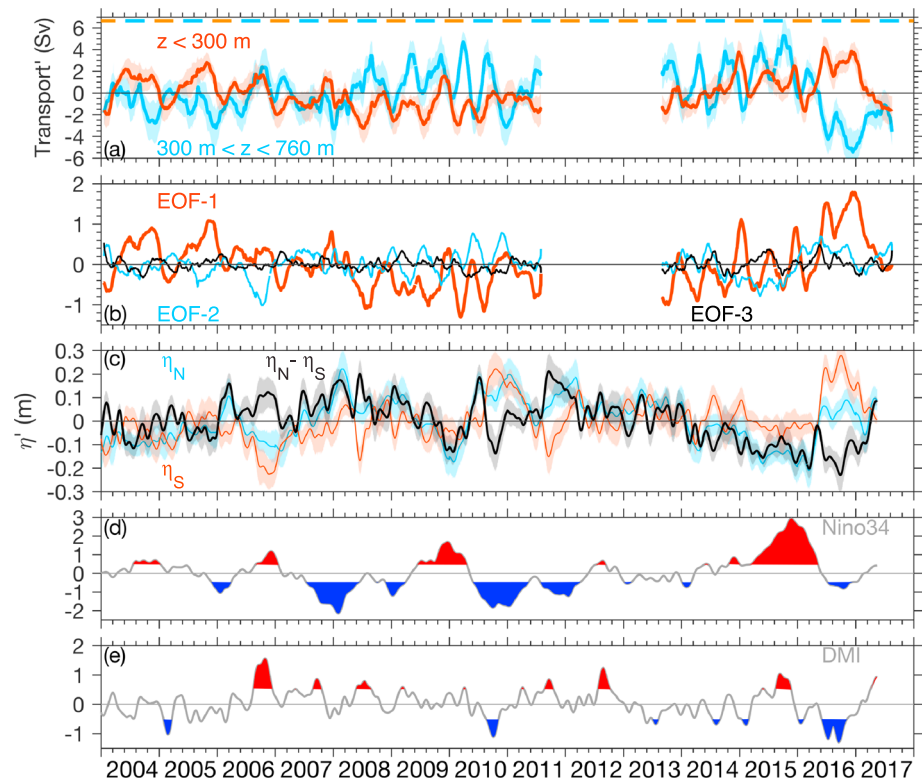 6
4
2
0
-2
-4
-6
Transport' (Sv)
z < 300 m
300 m < z < 760 m
(a)
2
1
0
-1
EOF-1
EOF-2
EOF-3
(b)
0.3
0.2
0.1
0
-0.1
-0.2
-0.3
η' (m)
(c)
ηN
ηN - ηS
ηS
3
2
1
0
-1
-2
(d)
Nino34
2
1
0
-1
(e)
DMI
2004 2005 2006 2007 2008 2009 2010 2011 2012 2013 2014 2015 2016 2017